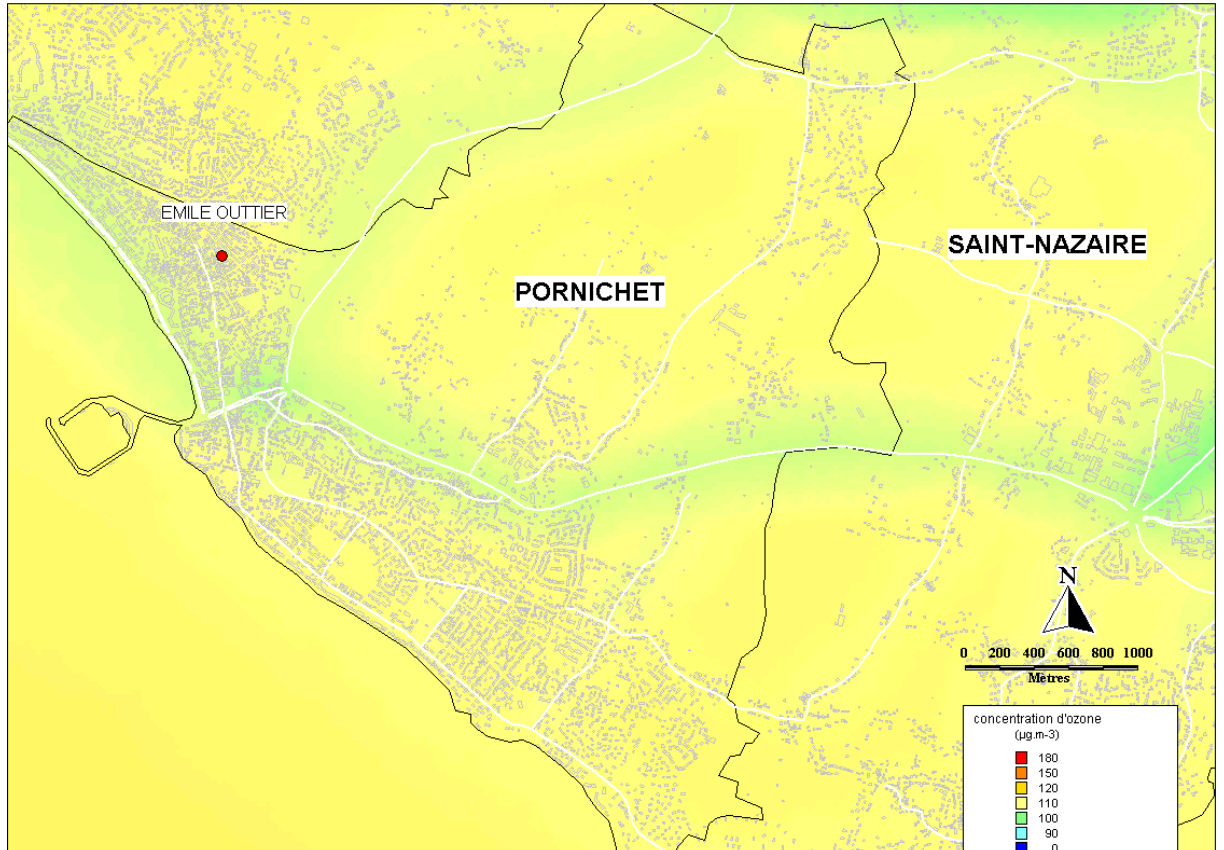 EMILE OUTTIER
SAINT-NAZAIRE
PORNICHET
N
0 200 400 600 800 1000
Mètres
concentration d'ozone
(µg.m-3)
180
150
120
110
100
90
0